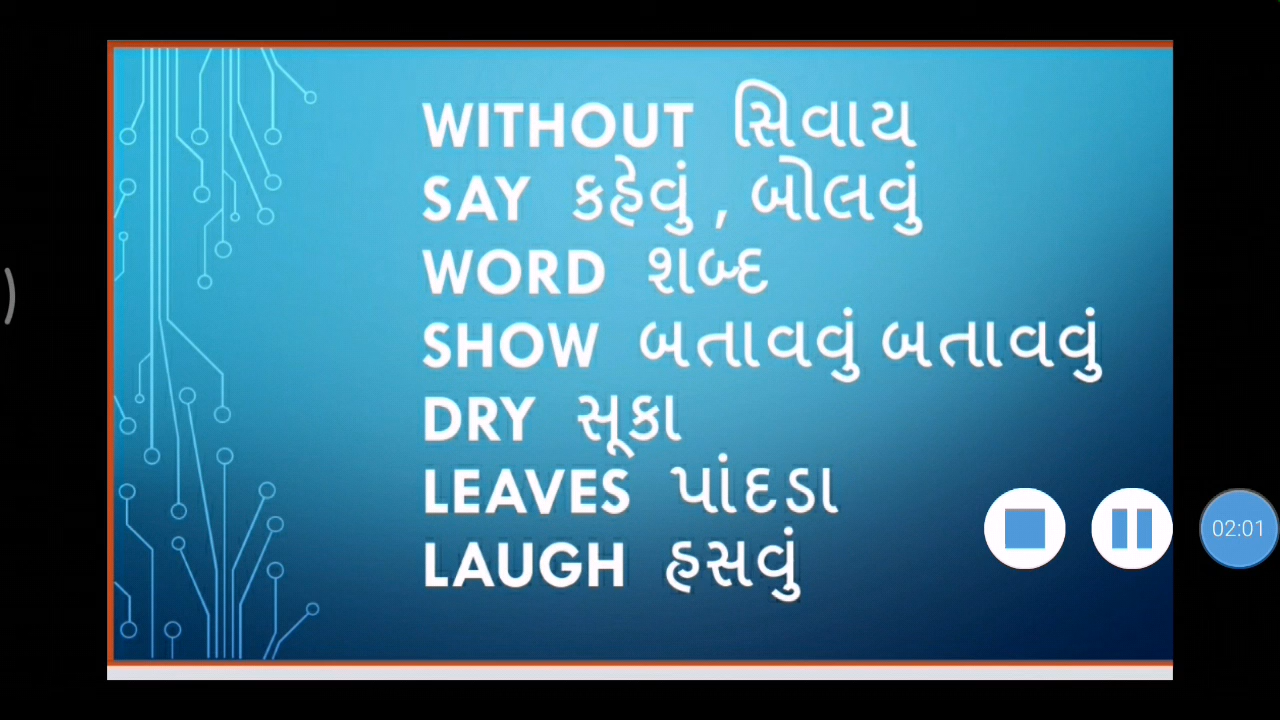 WITHOUT સિવાય
SAY કહેવું , બોલવું
WORD શબ્દ
SHOW બતાવવું બતાવવું
DRY સૂકા
LEAVES પાંદડા
LAUGH હસવું
02:01